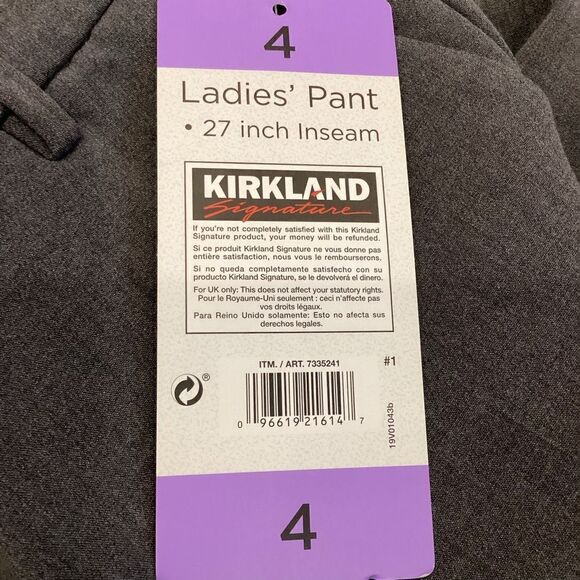 4
Ladies' Pant
• 27 inch Inseam
KIRKLAND
Signature
If you're not completely satisfied with this Kirkland
Signature product, your money will be refunded.
Si ce produit Kirkland Signature ne vous donne pas
entière satisfaction, nous vous le rembourserons.
Si no queda completamente satisfecho con su
producto Kirkland Signature, se le devolverá el dinero.
For UK only: This does not affect your statutory rights.
Pour le Royaume-Uni seulement : ceci n'affecte pas
vos droits légaux.
Para Reino Unido solamente: Esto no afecta sus
derechos legales.
ITM. / ART. 7335241
#1
®
0 96619 21614 7
19V01043b
4